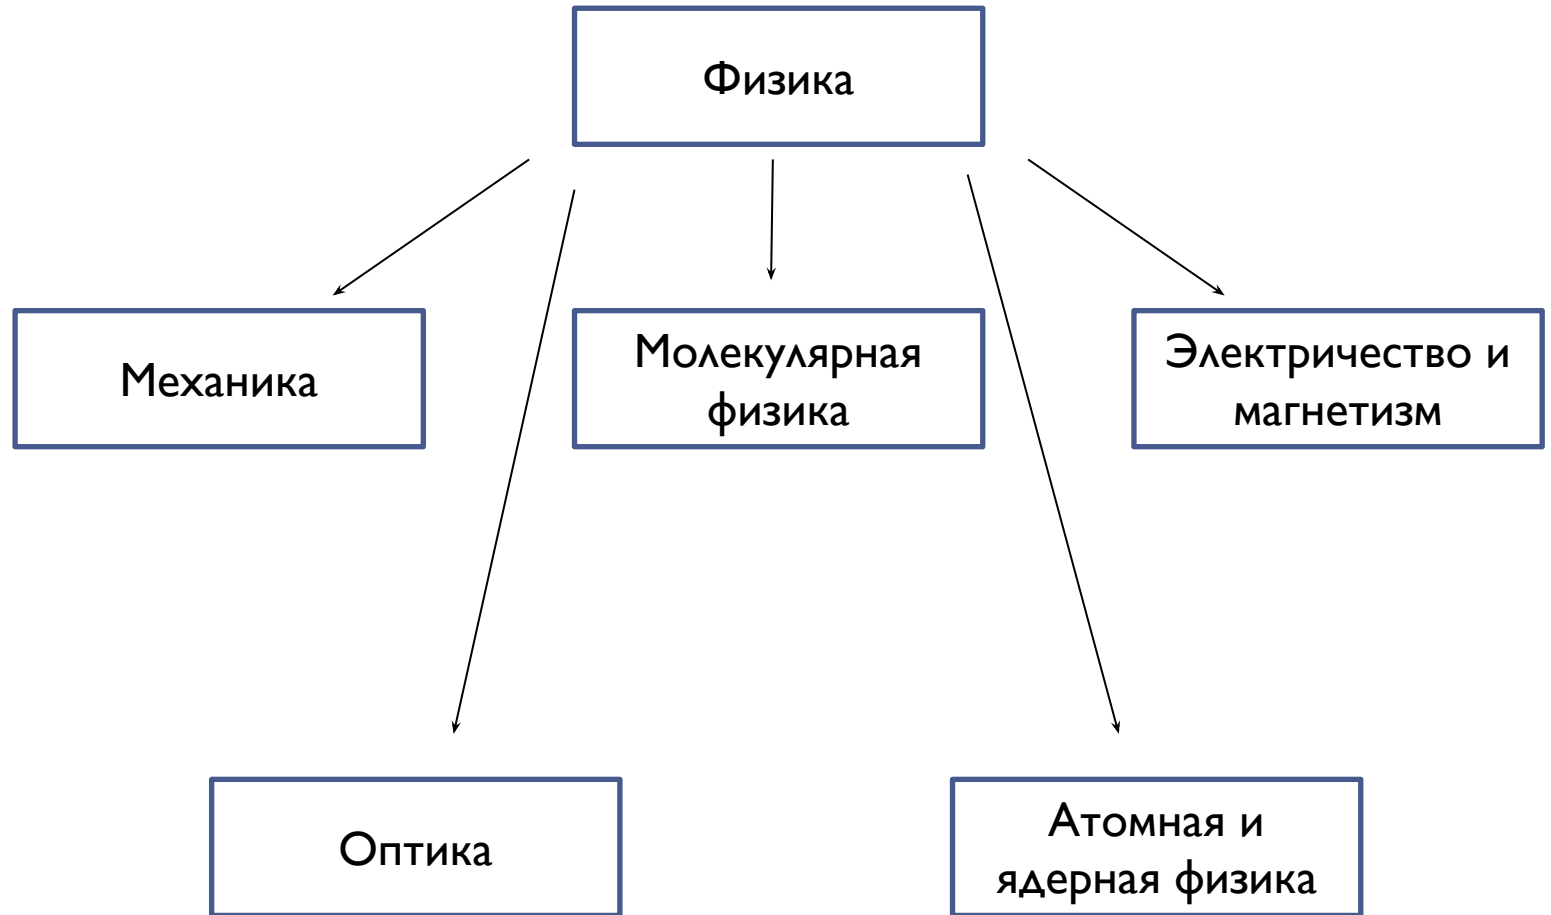 Физика
Механика
Молекулярная
физика
Электричество и
магнетизм
Оптика
Атомная и
ядерная физика